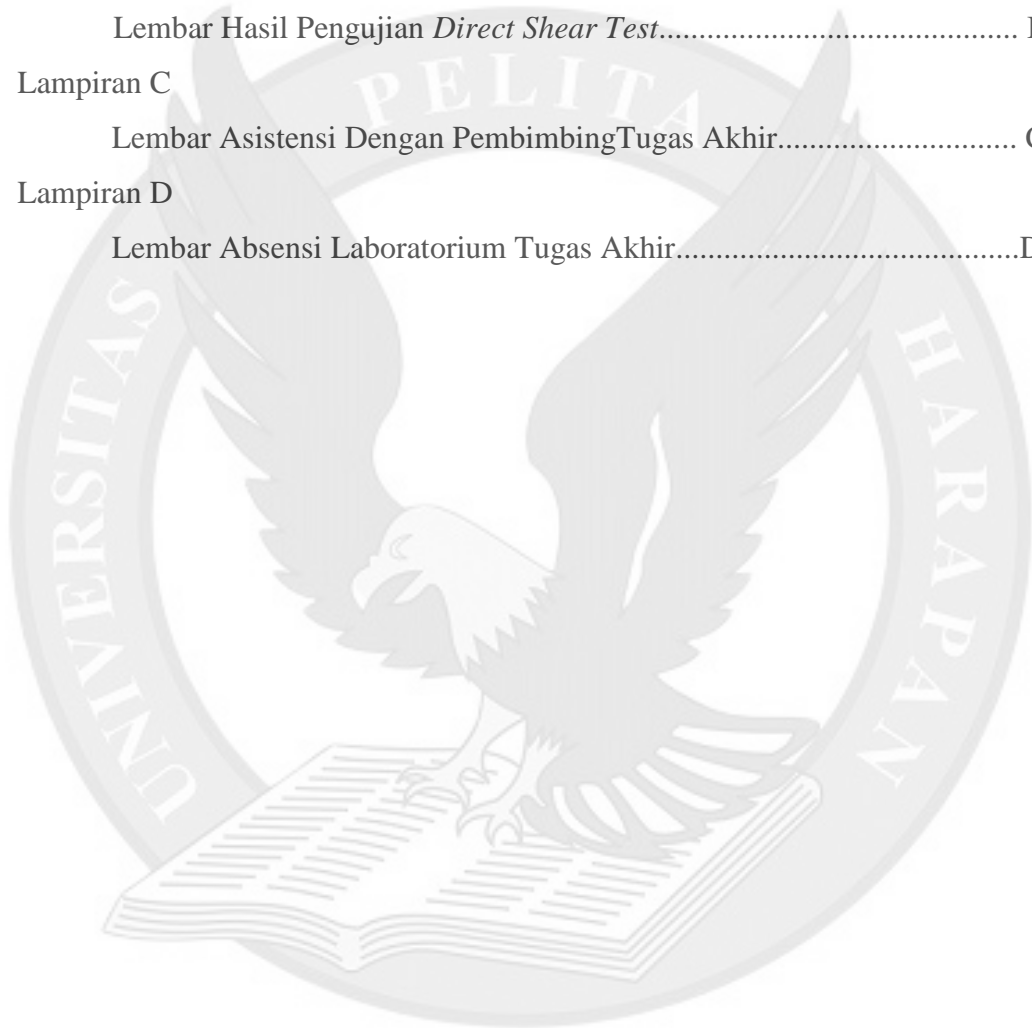 Lembar Hasil Pengujian Direct Shear Test.....................................
Lampiran C
Lembar Asistensi Dengan PembimbingTugas Akhir............................ C
Lampiran D
Lembar Absensi Laboratorium Tugas Akhir.....................................D
UNIVERSITAS PELITA HARAPAN